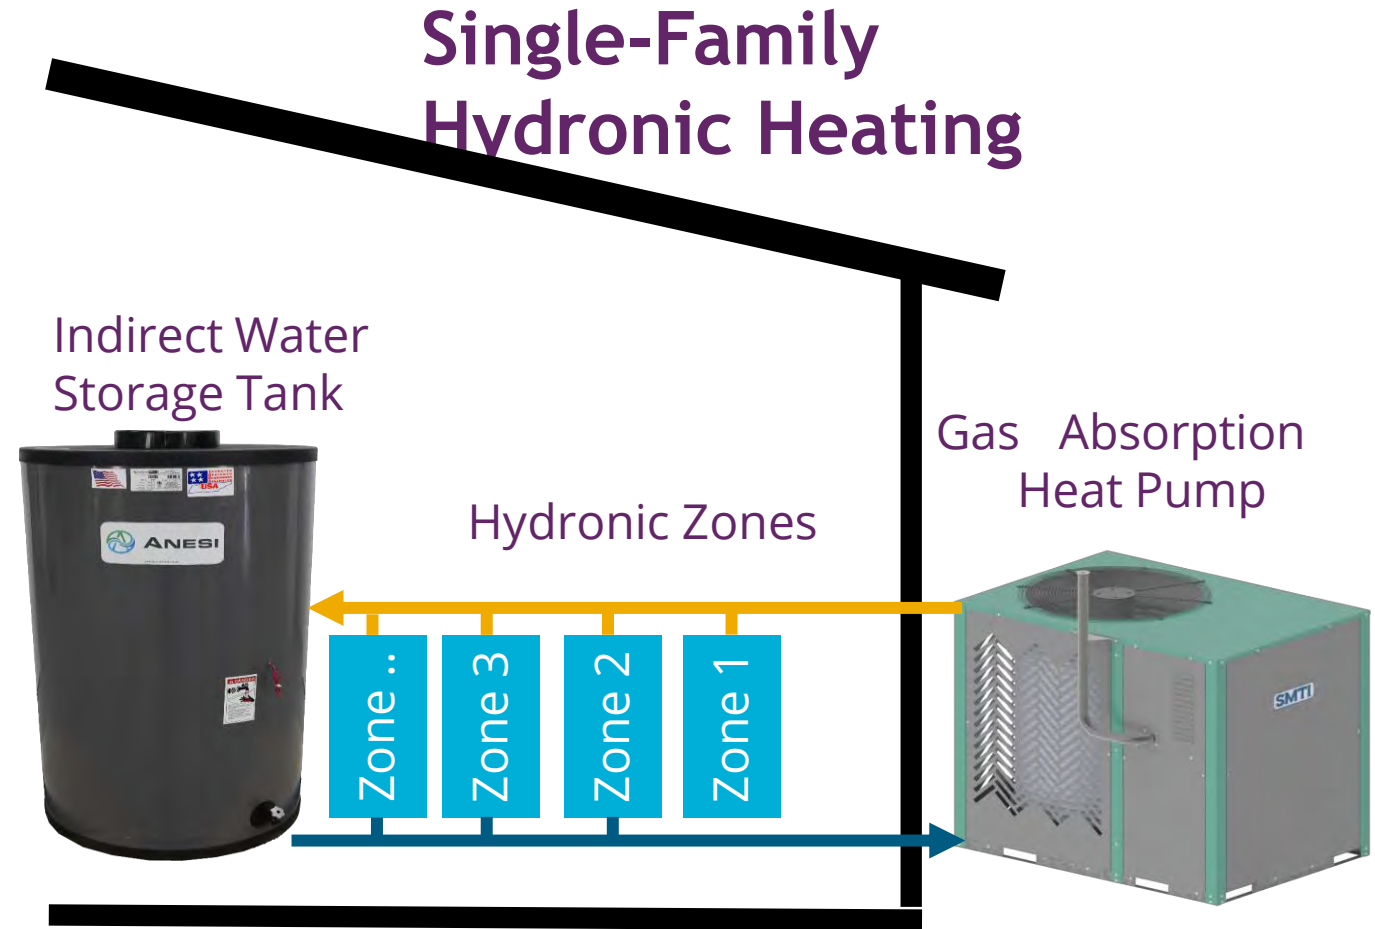 Single-Family
Hydronic Heating
Indirect Water
Storage Tank
Gas Absorption
Heat Pump
Hydronic Zones
USA
ANESI
Zone ..
Zone 3
Zone 2
Zone 1
SMTI